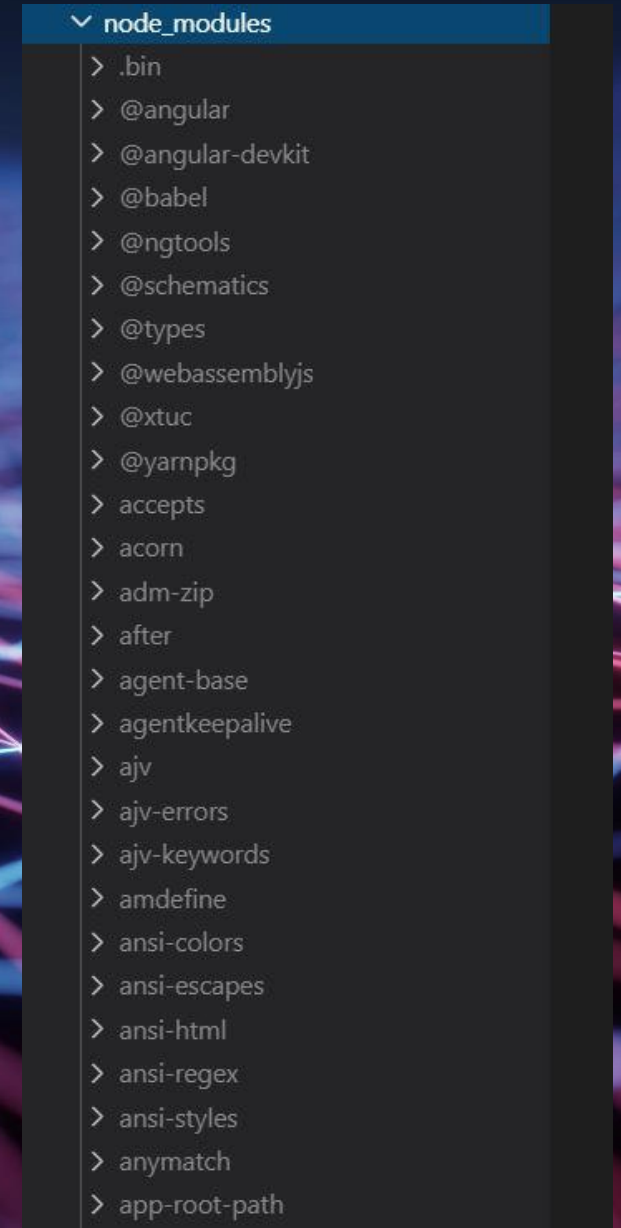 node_modules
.bin
@angular
@angular-devkit
@babel
@ngtools
@schematics
@types
@webassemblyjs
@xtuc
@yarnpkg
accepts
acorn
adm-zip
after
agent-base
agentkeepalive
ajv
ajv-errors
ajv-keywords
amdefine
ansi-colors
ansi-escapes
ansi-html
ansi-regex
ansi-styles
anymatch
app-root-path